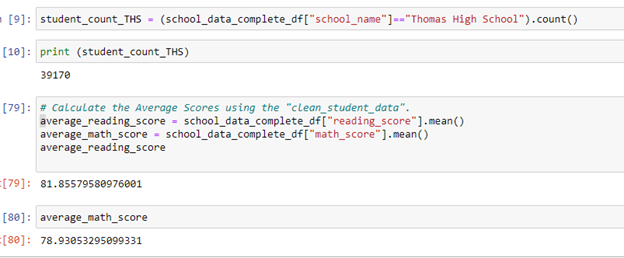 [9]: student_count_THS = (school_data_complete_df["school_name"]=="Thomas High School").count()
[10]: print (student_count_THS)
39170
[79]: # Calculate the Average Scores using the "clean_student_data".
average_reading_score = school_data_complete_df["reading_score"].mean()
average_math_score = school_data_complete_df["math_score"].mean()
average_reading_score
t[79]: 81.85579580976001
[80]: average_math_score
t[80]: 78.93053295099331